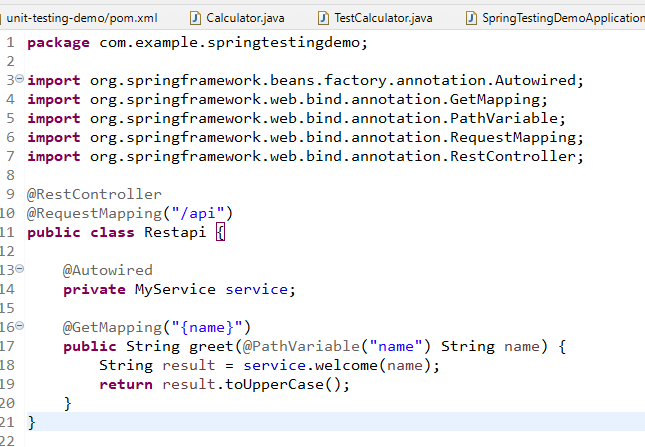 unit-testing-demo/pom.xml Calculator.java TestCalculator.java SpringTestingDemoApplication
1 package com.example.springtestingdemo;
2
3 import org.springframework.beans.factory.annotation.Autowired;
4 import org.springframework.web.bind.annotation.GetMapping;
5 import org.springframework.web.bind.annotation.PathVariable;
6 import org.springframework.web.bind.annotation.RequestMapping;
7 import org.springframework.web.bind.annotation.RestController;
8
9 @RestController
10 @RequestMapping("/api")
11 public class Restapi {
12
13     @Autowired
14     private MyService service;
15
16     @GetMapping("{name}")
17     public String greet(@PathVariable("name") String name) {
18         String result = service.welcome(name);
19         return result.toUpperCase();
20     }
21 }
22